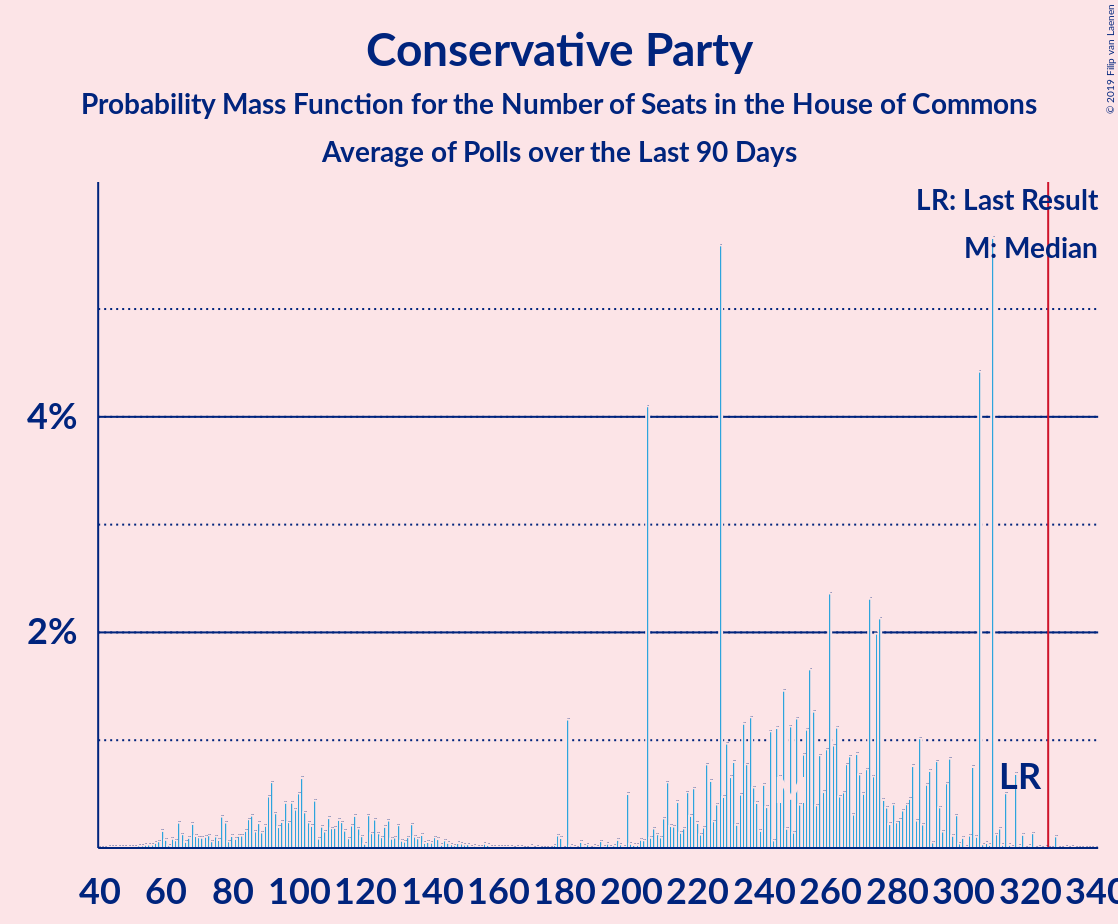 Conservative Party
Probability Mass Function for the Number of Seats in the House of Commons
Average of Polls over the Last 90 Days
© 2019 Filip van Laenen
LR: Last Result
M: Median
4%
2%
LR
40 60 80 100 120 140 160 180 200 220 240 260 280 300 320 340